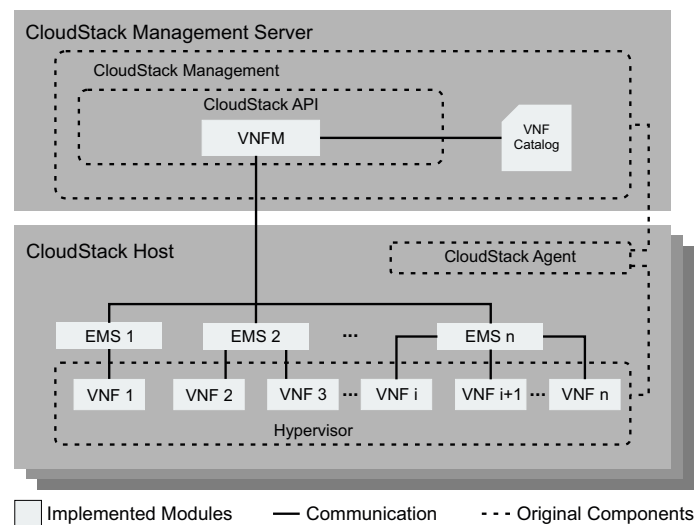 CloudStack Management Server
CloudStack Management
CloudStack API
VNFM
VNF
Catalog
CloudStack Host
CloudStack Agent
EMS 1
EMS 2
...
EMS n
VNF 1
VNF 2
VNF 3
...
VNF i
VNF i+1
...
VNF n
Hypervisor
Implemented Modules
Communication
Original Components